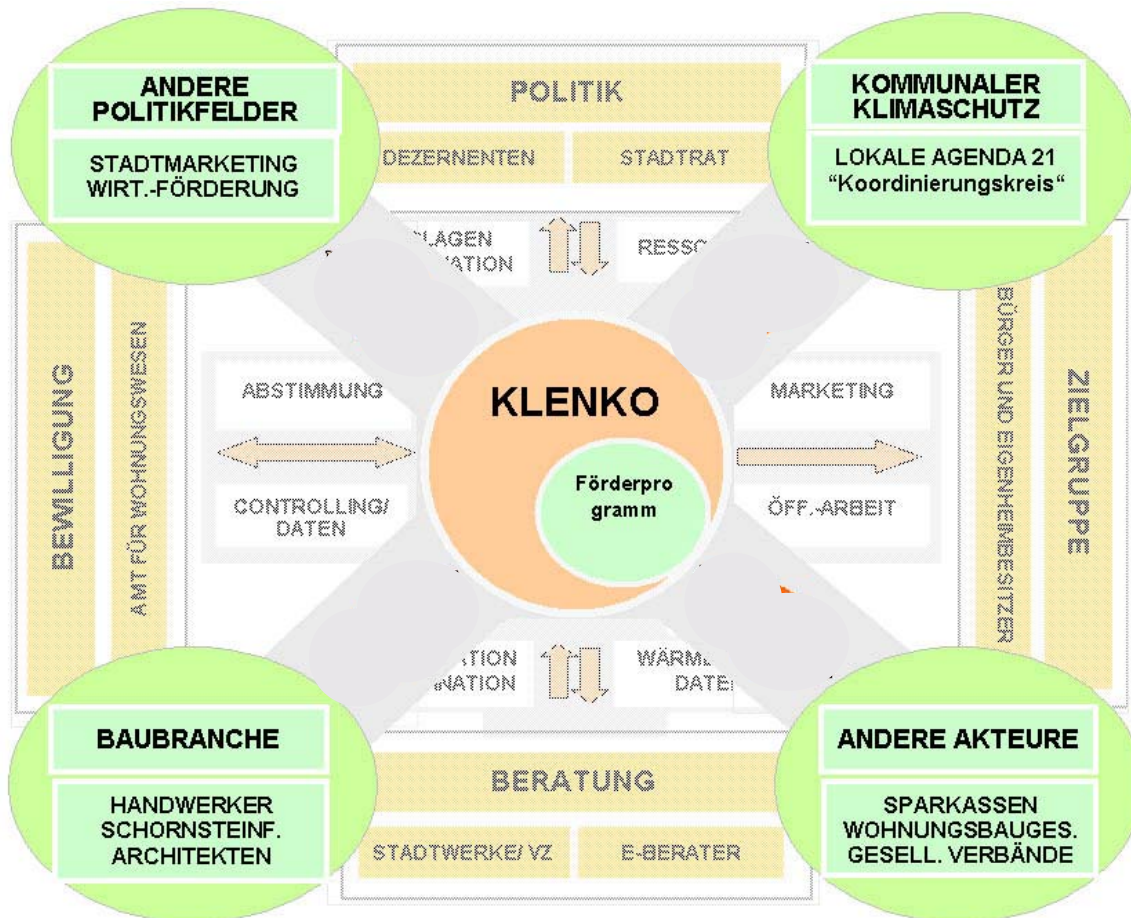 ANDERE
POLITIKFELDER
STADTMARKETING
WIRT.-FÖRDERUNG
POLITIK
DEZERNENTEN
STADTRAT
KOMMUNALER
KLIMASCHUTZ
LOKALE AGENDA 21
“Koordinierungskreis“
BEWILLIGUNG
AMT FÜR WOHNUNGSWESEN
ABSTIMMUNG
CONTROLLING/
DATEN
KLENKO
Förderpro
gramm
MARKETING
ÖFF.-ARBEIT
BÜRGER UND EIGENHEIMBESITZER
ZIELGRUPPE
BAUBRANCHE
HANDWERKER
SCHORNSTEINF.
ARCHITEKTEN
BERATUNG
STADTWERKE/ VZ
E-BERATER
ANDERE AKTEURE
SPARKASSEN
WOHNUNGSBAUGES.
GESELL. VERBÄNDE